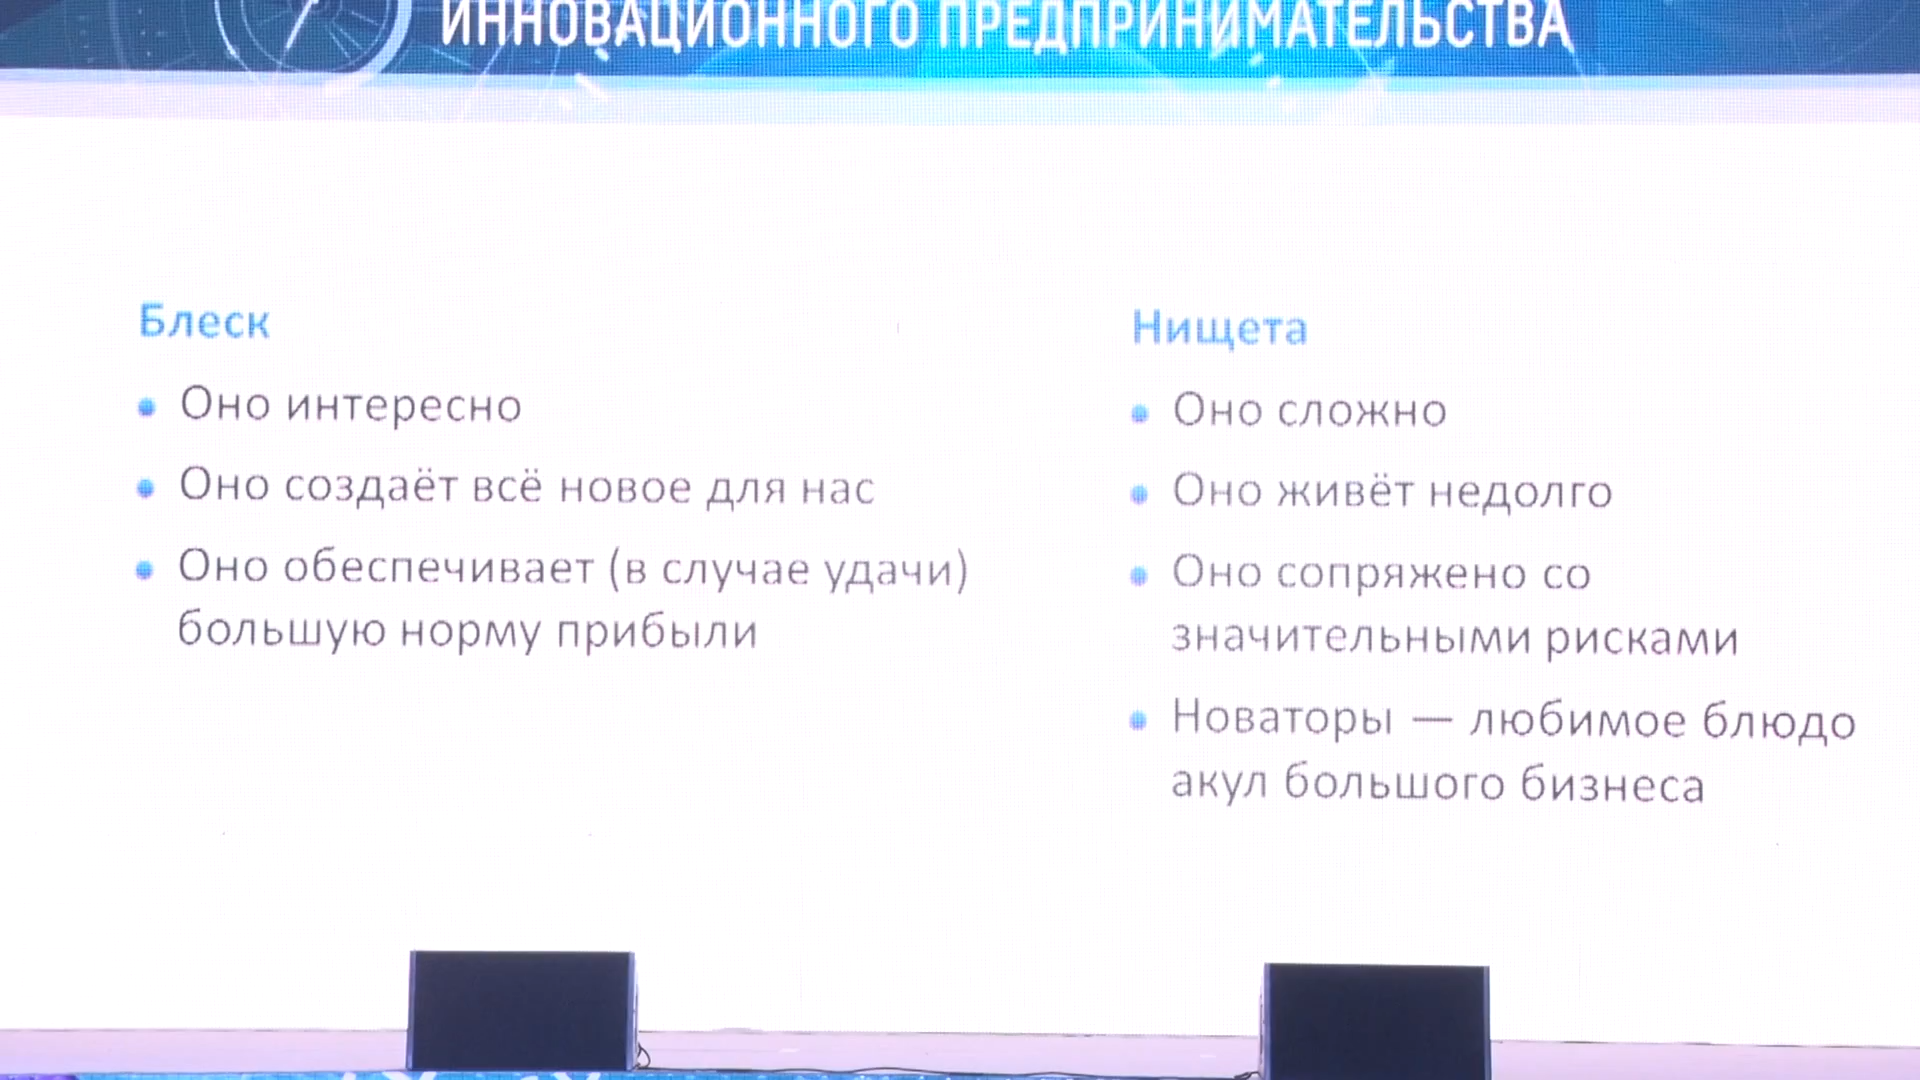 ИННОВАЦИОННОГО ПРЕДПРИНИМАТЕЛЬСТВА
Блеск
• Оно интересно
• Оно создаёт всё новое для нас
• Оно обеспечивает (в случае удачи)
большую норму прибыли
Нищета
• Оно сложно
• Оно живёт недолго
• Оно сопряжено со
значительными рисками
• Новаторы — любимое блюдо
акул большого бизнеса